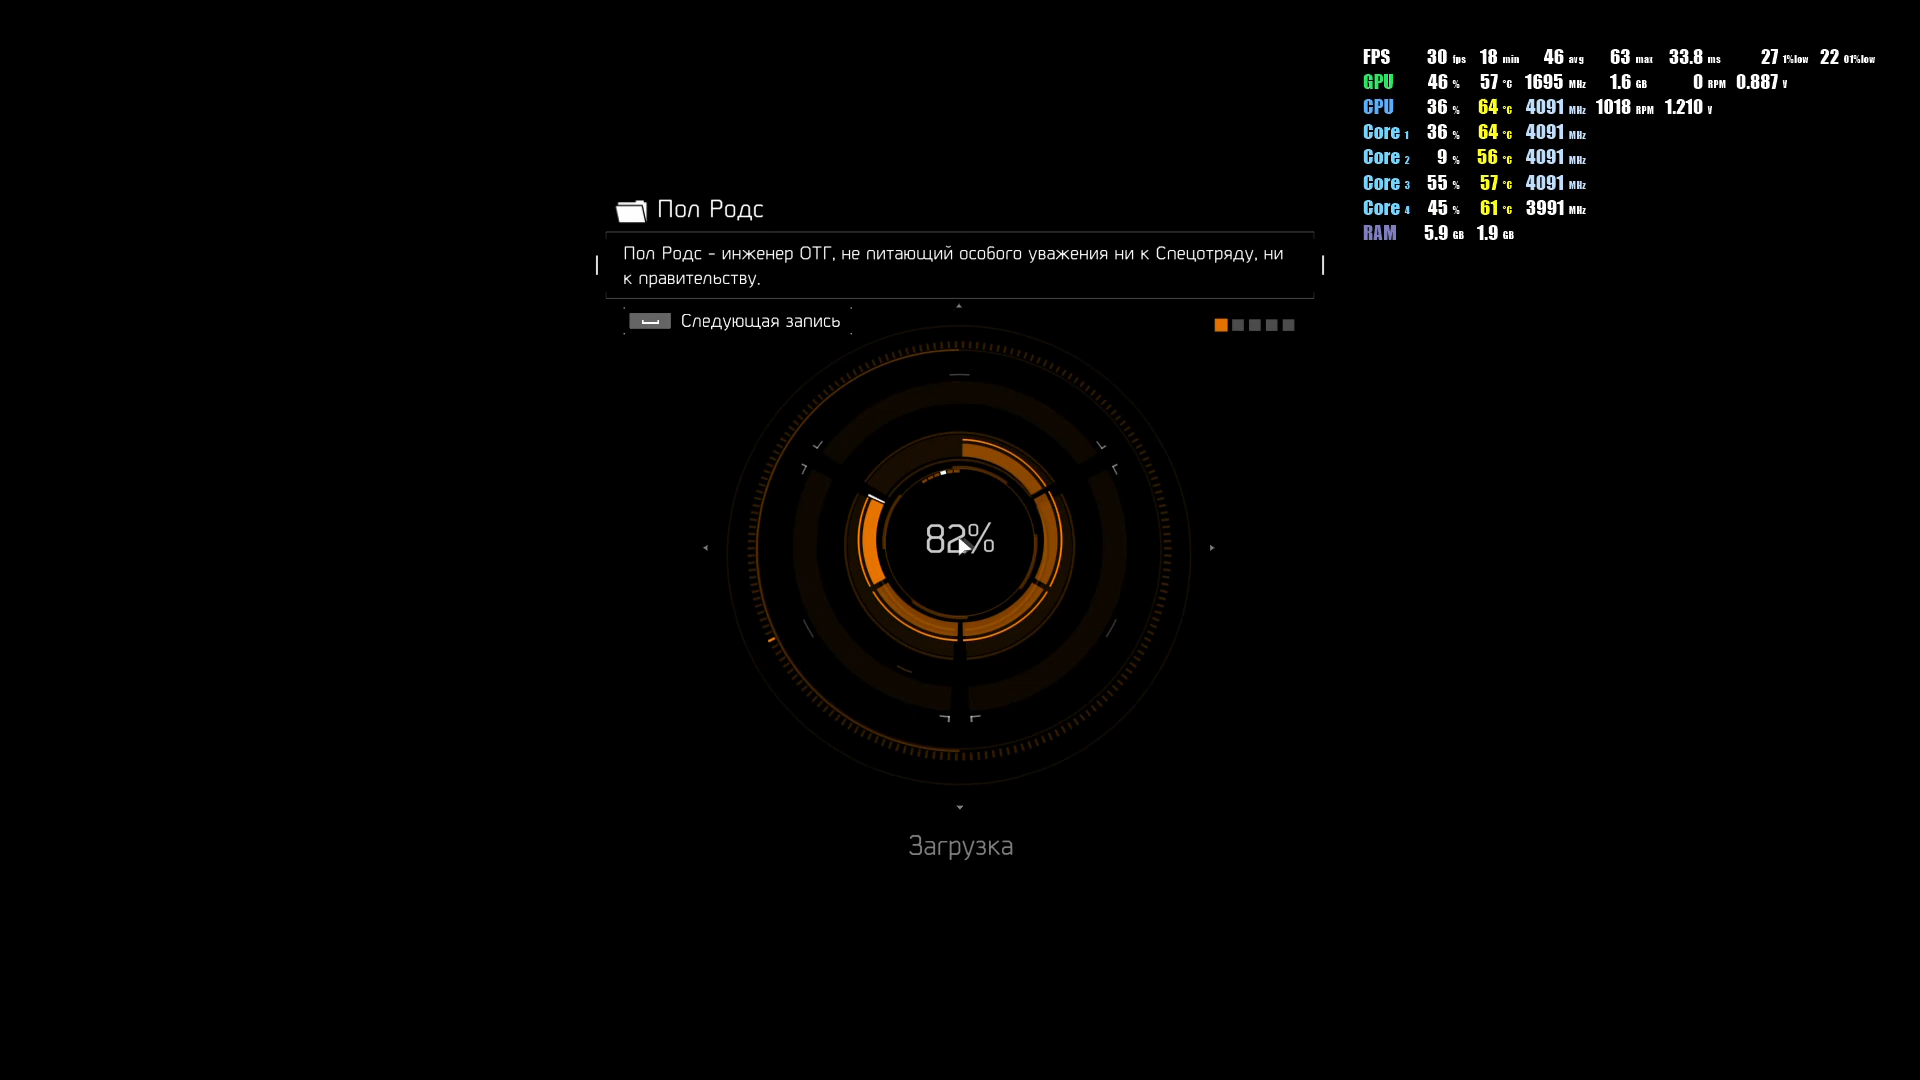 FPS 30 fps 18 min 46 avg 63 max 33.8 ms 27 1%low 22 01%low
GPU 46 % 57 °C 1695 MHz 1.6 GB 0 RPM 0.887 V
CPU 36 % 64 °C 4091 MHz 1018 RPM 1.210 V
Core 1 36 % 64 °C 4091 MHz
Core 2 9 % 56 °C 4091 MHz
Core 3 55 % 57 °C 4091 MHz
Core 4 45 % 61 °C 3991 MHz
RAM 5.9 GB 1.9 GB
Пол Родс
Пол Родс - инженер ОТГ, не питающий особого уважения ни к Спецотряду, ни
к правительству.
Следующая запись
82%
Загрузка